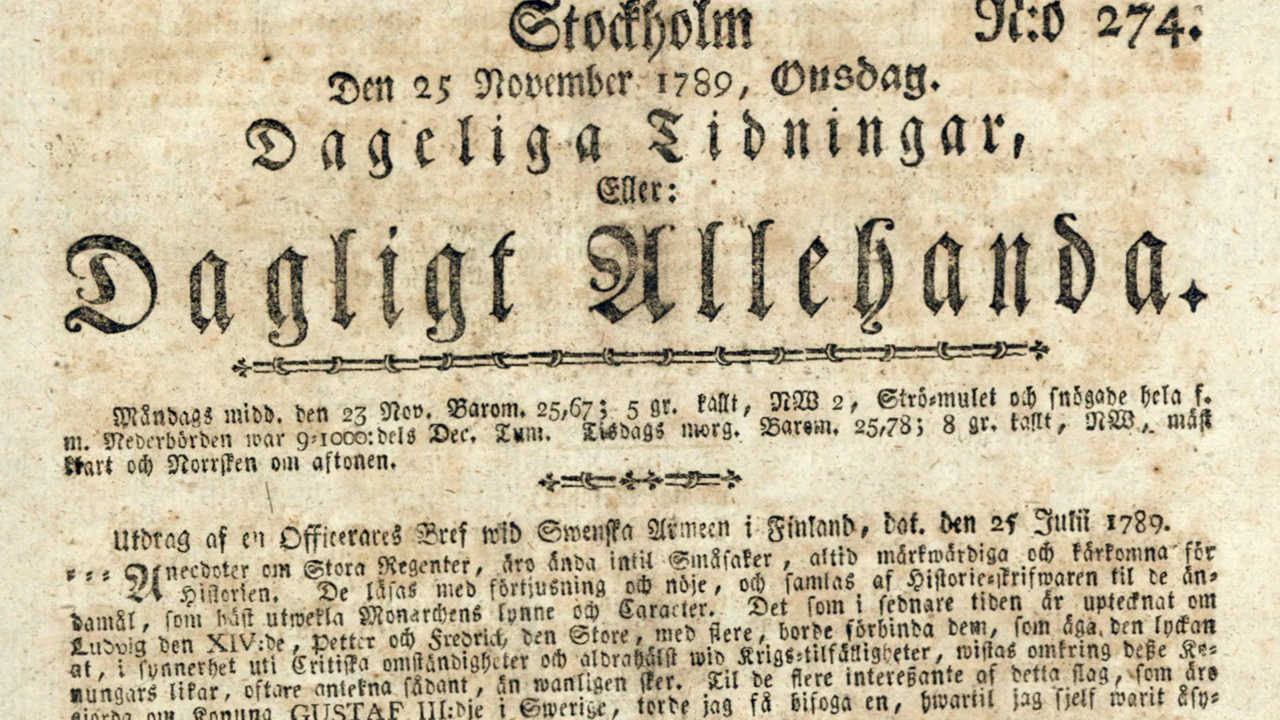 Stockholm N:o 274.
Den 25 November 1789, Onsdag.
Dageliga Tidningar,
Eller:
Dagligt Allehanda.
Måndags midd. den 23 Nov. Barom. 25,67; 5 gr. kallt, NW 2, Strö-mulet och snögade hela f.
m. Nederbörden war 9-1000:dels Dec. Tum. Tisdags morg. Barom. 25,78; 8 gr. kallt, NW, mäst
klart och Norrsken om aftonen.
Utdrag af en Officerares Bref wid Swenska Armeen i Finland, dat. den 25 Julii 1789.
- - - Anecdoter om Stora Regenter, äro ända intil Småsaker, altid märkwärdiga och kärkomna för
Historien. De läsas med förtjusning och nöje, och samlas af Historie-skrifwaren til de än-
damål, som bäst utwekla Monarchens lynne och Caracter. Det som i sednare tiden är uptecknat om
Ludvig den XIV:de, Petter och Fredrich den Store, med flere, borde förbinda dem, som äga den lyckan
at, i synnerhet uti Critiska omständigheter och aldrahälst wid Krigs-tilfälligheter, wistas omkring deße Ko-
nungars likar, oftare antekna sådant, än wanligen sker. Til de flere intereßante af detta slag, som äro
giorda om Konung GUSTAF III:dje i Swerige, torde jag få bifoga en, hwartil jag sjelf warit åsy-